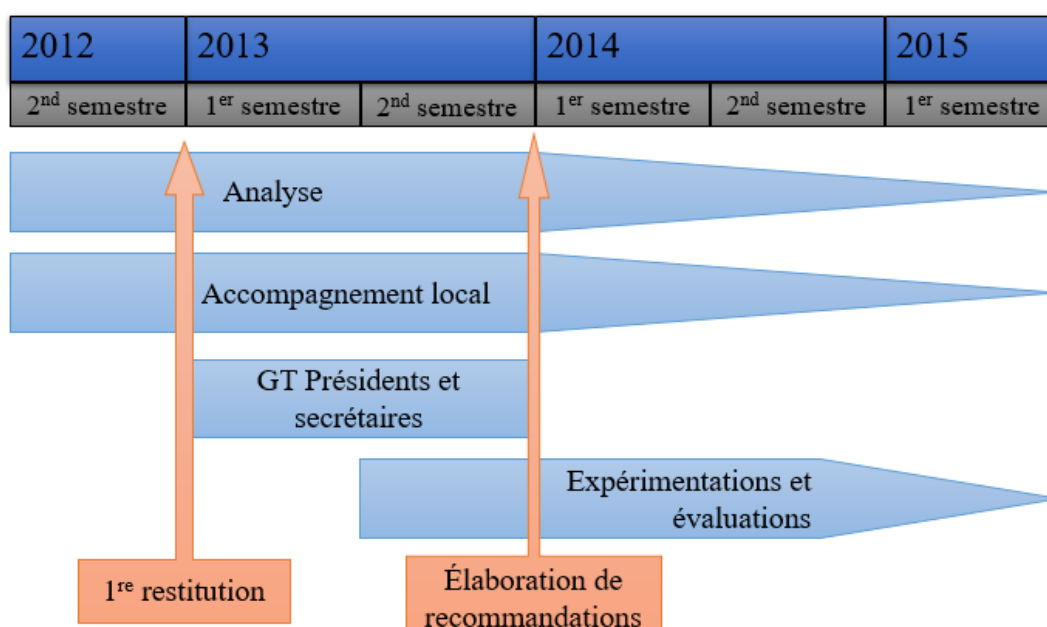 2012 2013 2014 2015
2nd semestre 1er semestre 2nd semestre 1er semestre 2nd semestre 1er semestre
Analyse
Accompagnement local
GT Présidents et
secrétaires
Expérimentations et
évaluations
1re restitution
Élaboration de
recommandations